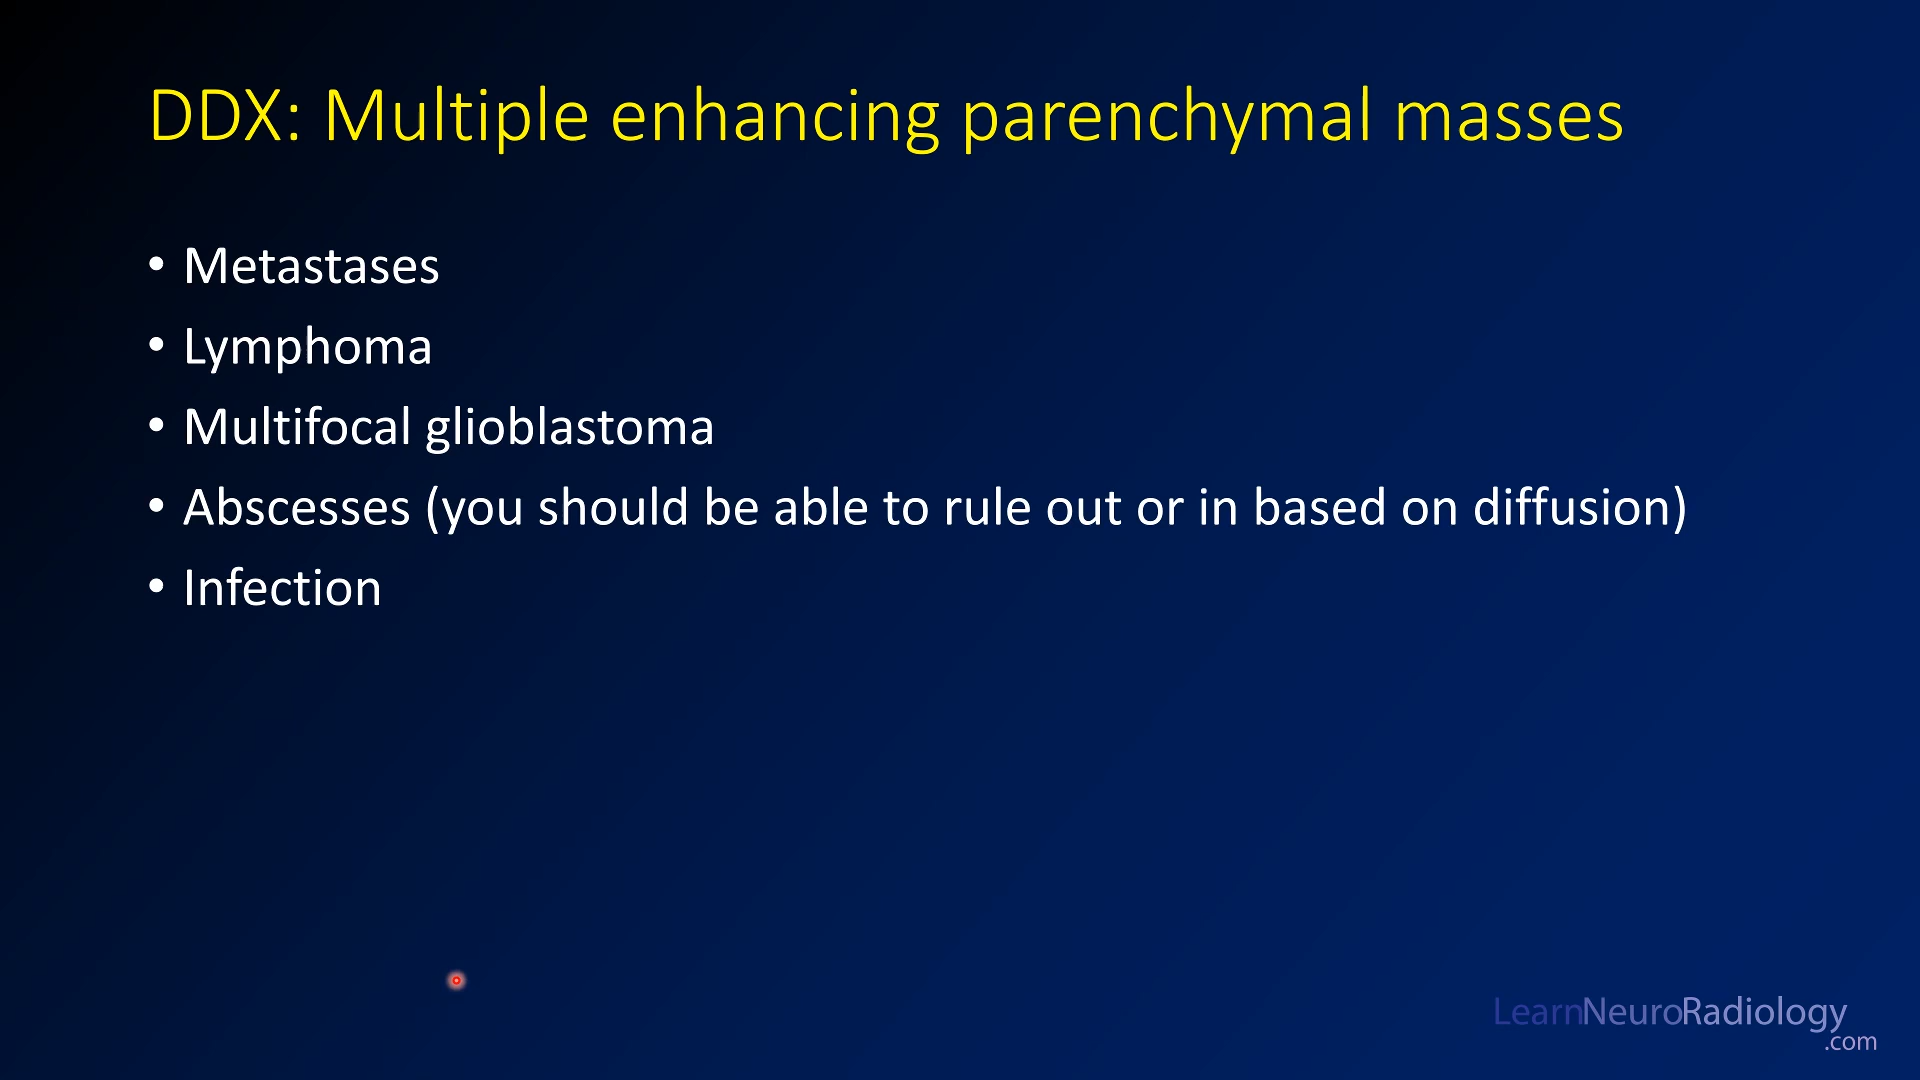 DDX: Multiple enhancing parenchymal masses
• Metastases
• Lymphoma
• Multifocal glioblastoma
• Abscesses (you should be able to rule out or in based on diffusion)
• Infection
LearnNeuroRadiology
.com